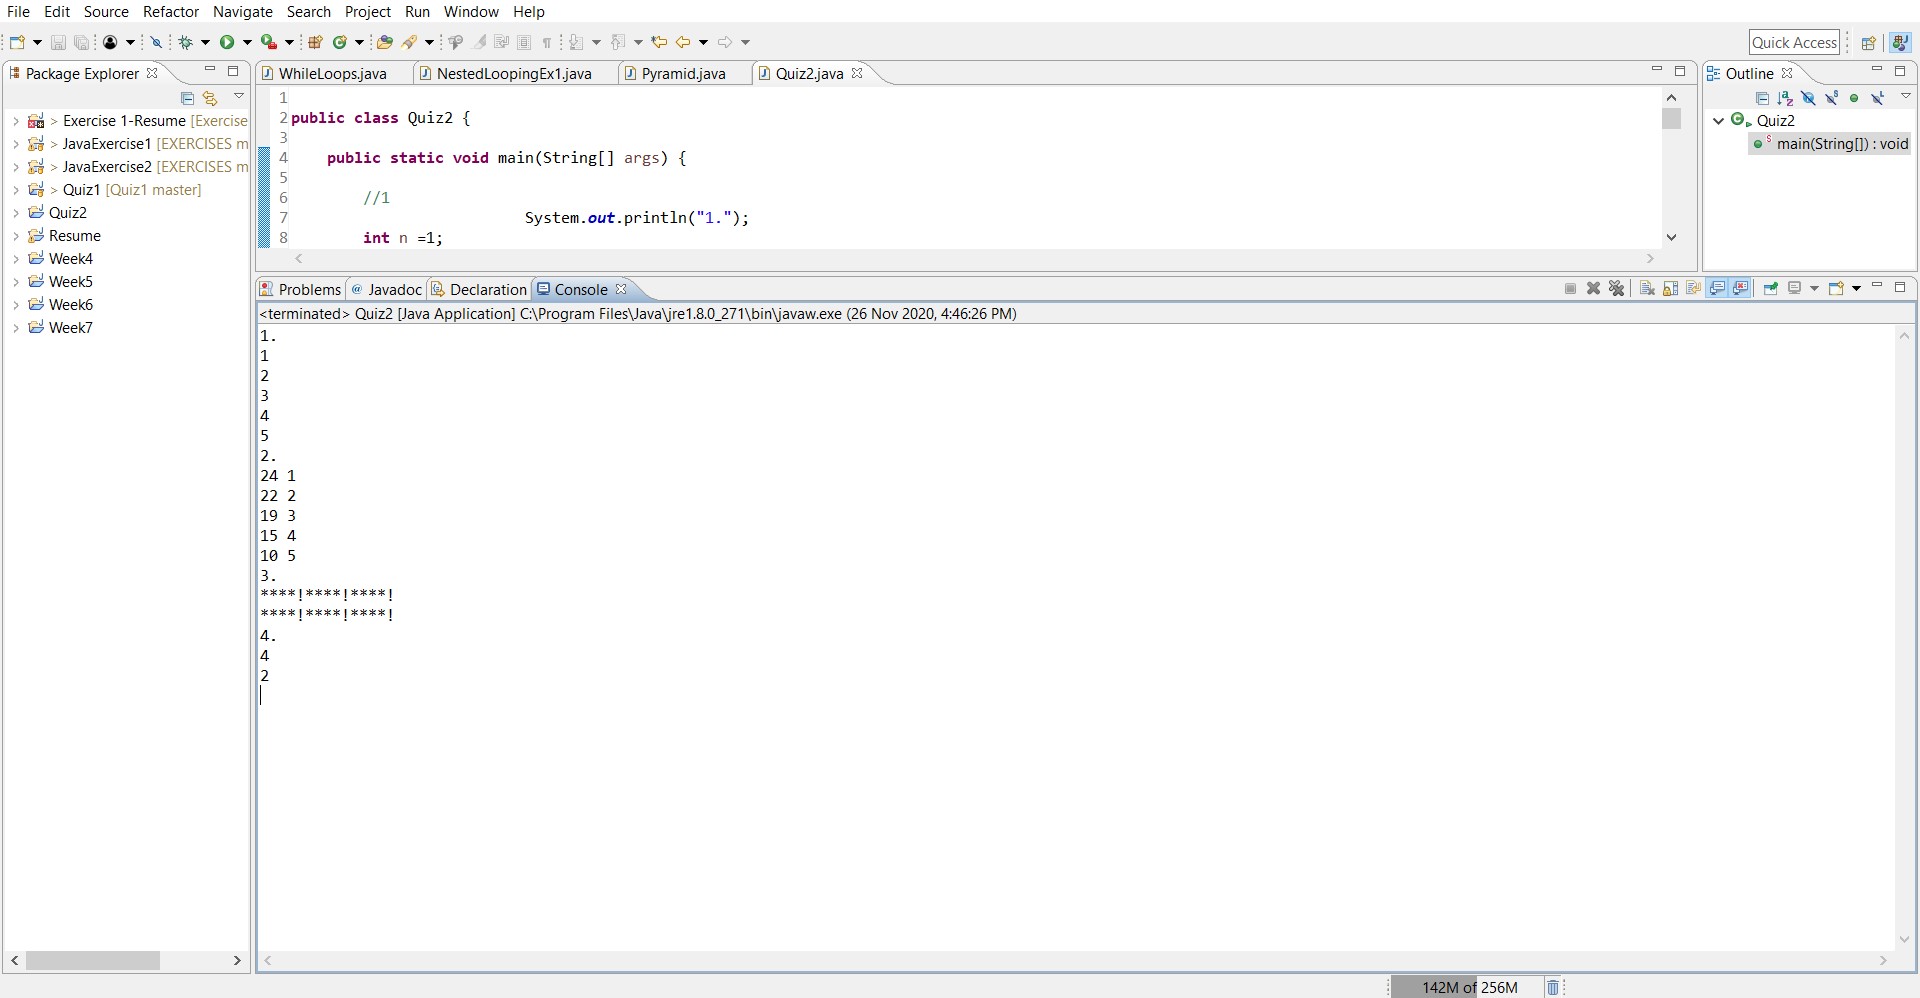 File Edit Source Refactor Navigate Search Project Run Window Help
Quick Access
Package Explorer
> Exercise 1-Resume [Exercise
> JavaExercise1 [EXERCISES m
> JavaExercise2 [EXERCISES m
> Quiz1 [Quiz1 master]
Quiz2
Resume
Week4
Week5
Week6
Week7
WhileLoops.java NestedLoopingEx1.java Pyramid.java Quiz2.java
1
2 public class Quiz2 {
3
4 public static void main(String[] args) {
5
6 //1
7 System.out.println("1.");
8 int n =1;
Outline
Quiz2
main(String[]) : void
Problems @ Javadoc Declaration Console
<terminated> Quiz2 [Java Application] C:\Program Files\Java\jre1.8.0_271\bin\javaw.exe (26 Nov 2020, 4:46:26 PM)
1.
1
2
3
4
5
2.
24 1
22 2
19 3
15 4
10 5
3.
****!****!****!
****!****!****!
4.
4
2
142M of 256M